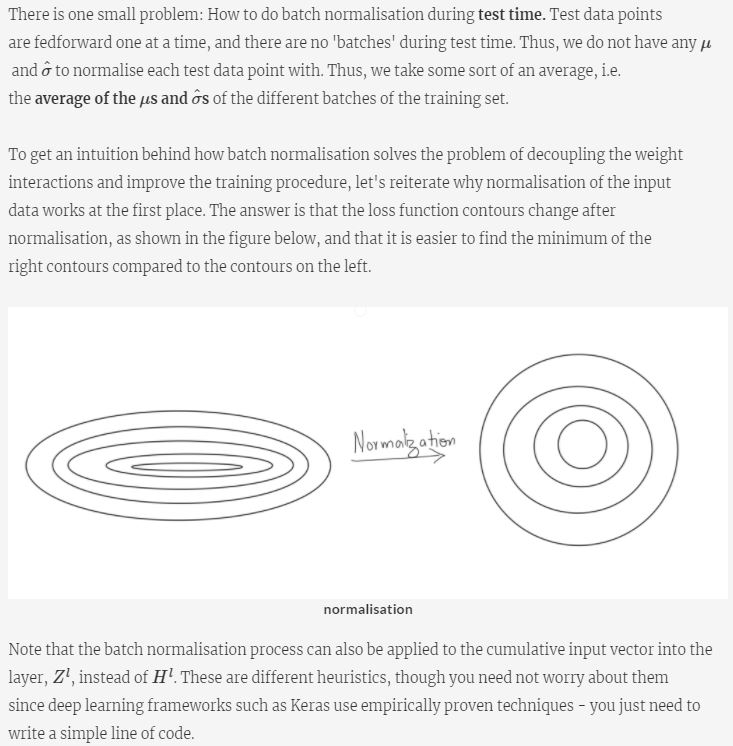 There is one small problem: How to do batch normalisation during test time. Test data points
are fedforward one at a time, and there are no 'batches' during test time. Thus, we do not have any μ
and σ̂ to normalise each test data point with. Thus, we take some sort of an average, i.e.
the average of the μs and σ̂s of the different batches of the training set.
To get an intuition behind how batch normalisation solves the problem of decoupling the weight
interactions and improve the training procedure, let's reiterate why normalisation of the input
data works at the first place. The answer is that the loss function contours change after
normalisation, as shown in the figure below, and that it is easier to find the minimum of the
right contours compared to the contours on the left.
Normalization
normalisation
Note that the batch normalisation process can also be applied to the cumulative input vector into the
layer, Zˡ, instead of Hˡ. These are different heuristics, though you need not worry about them
since deep learning frameworks such as Keras use empirically proven techniques - you just need to
write a simple line of code.